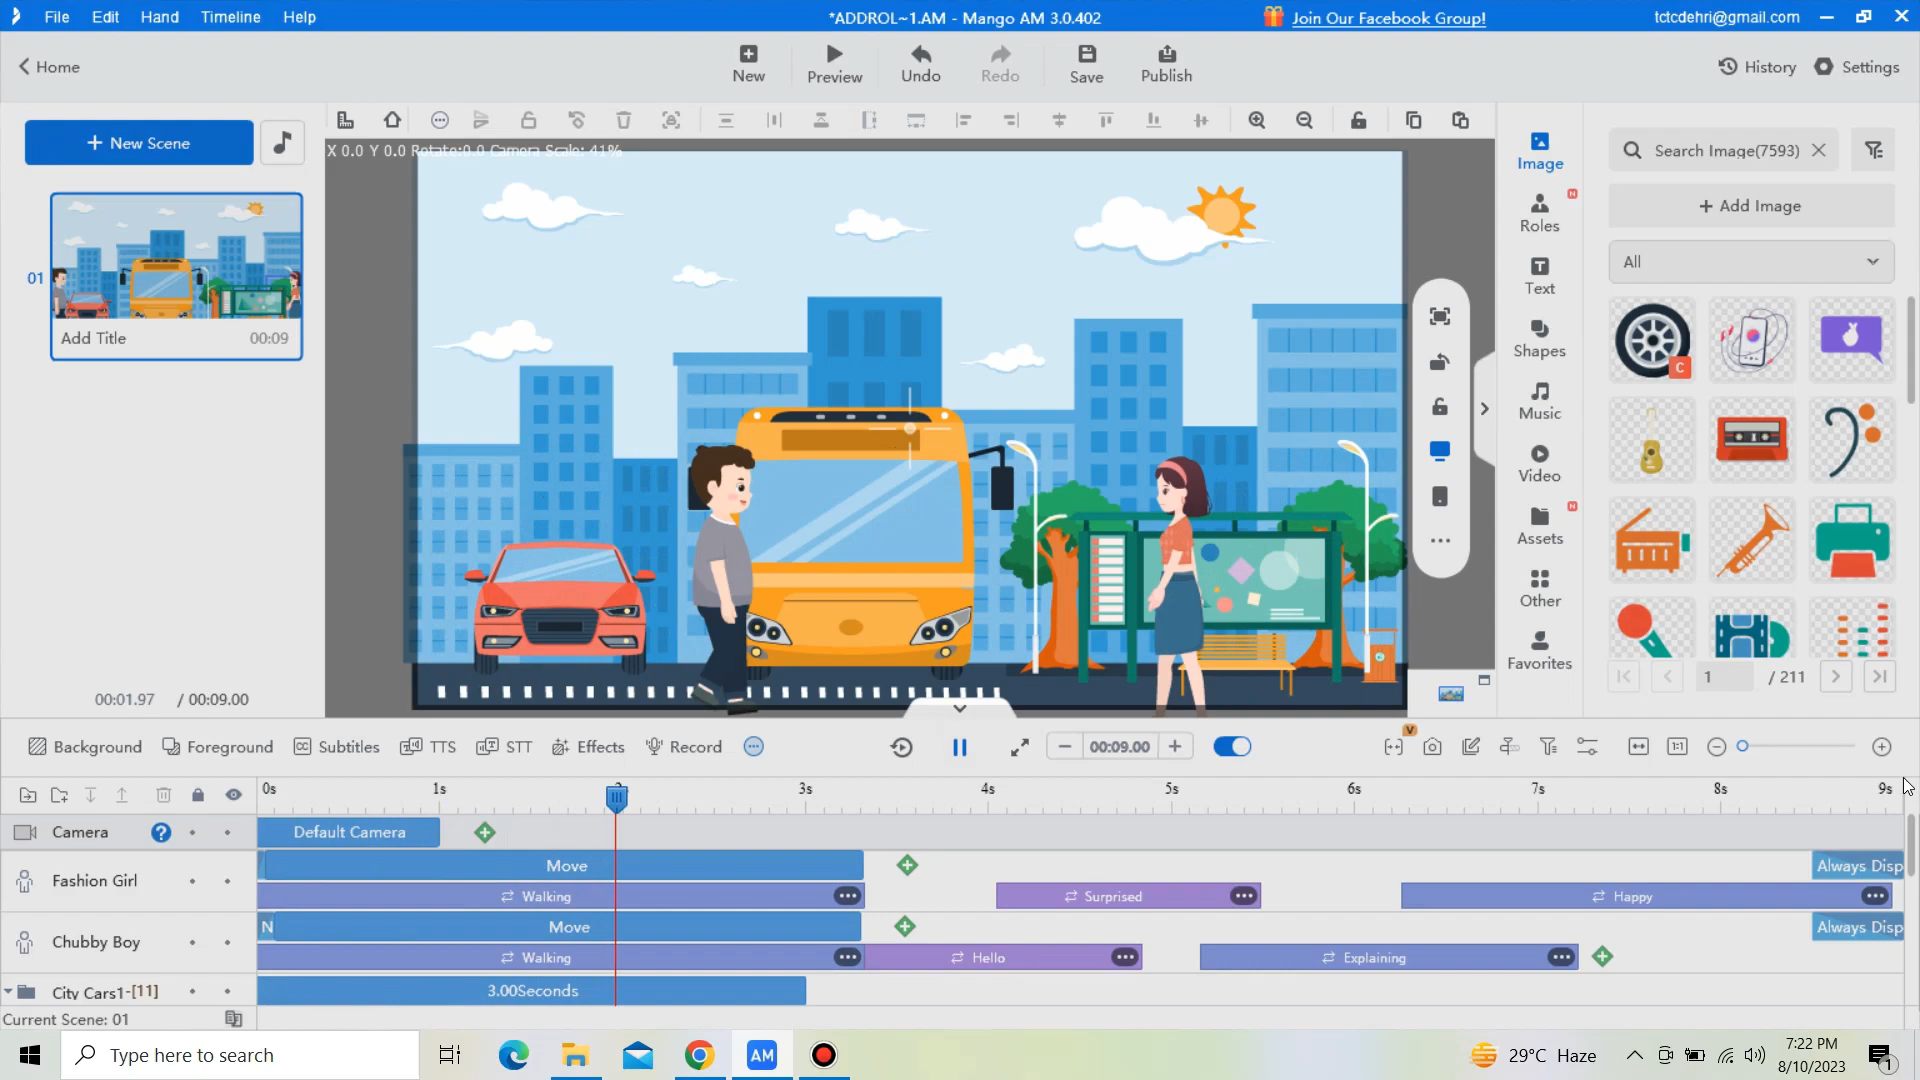 File Edit Hand Timeline Help
*ADDROL~1.AM - Mango AM 3.0.402
Join Our Facebook Group!
tctcdehri@gmail.com
Home
New
Preview
Undo
Redo
Save
Publish
History
Settings
+ New Scene
X 0.0 Y 0.0 Rotate:0.0 Camera Scale: 41%
01
Add Title 00:09
00:01.97 / 00:09.00
Image
Roles
N
Text
Shapes
Music
Video
Assets
N
Other
Favorites
Search Image(7593)
+ Add Image
All
C
1 / 211
Background Foreground CC Subtitles TTS STT Effects Record
00:09.00
V
1:1
0s 1s 3s 4s 5s 6s 7s 8s 9s
Camera ? Default Camera
Move Always Disp
Fashion Girl
Walking Surprised Happy
N Move Always Disp
Chubby Boy
Walking Hello Explaining
City Cars1-[11] 3.00Seconds
Current Scene: 01
Type here to search
AM
29°C Haze
7:22 PM
8/10/2023
1